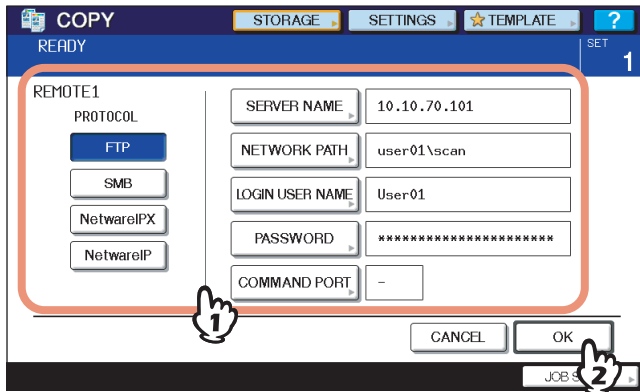 COPY
STORAGE
SETTINGS
TEMPLATE
?
READY
SET
1
REMOTE1
PROTOCOL
FTP
SMB
NetwareIPX
NetwareIP
SERVER NAME
10.10.70.101
NETWORK PATH
user01\scan
LOGIN USER NAME
User01
PASSWORD
**********************
COMMAND PORT
-
1
CANCEL
OK
JOB S
2